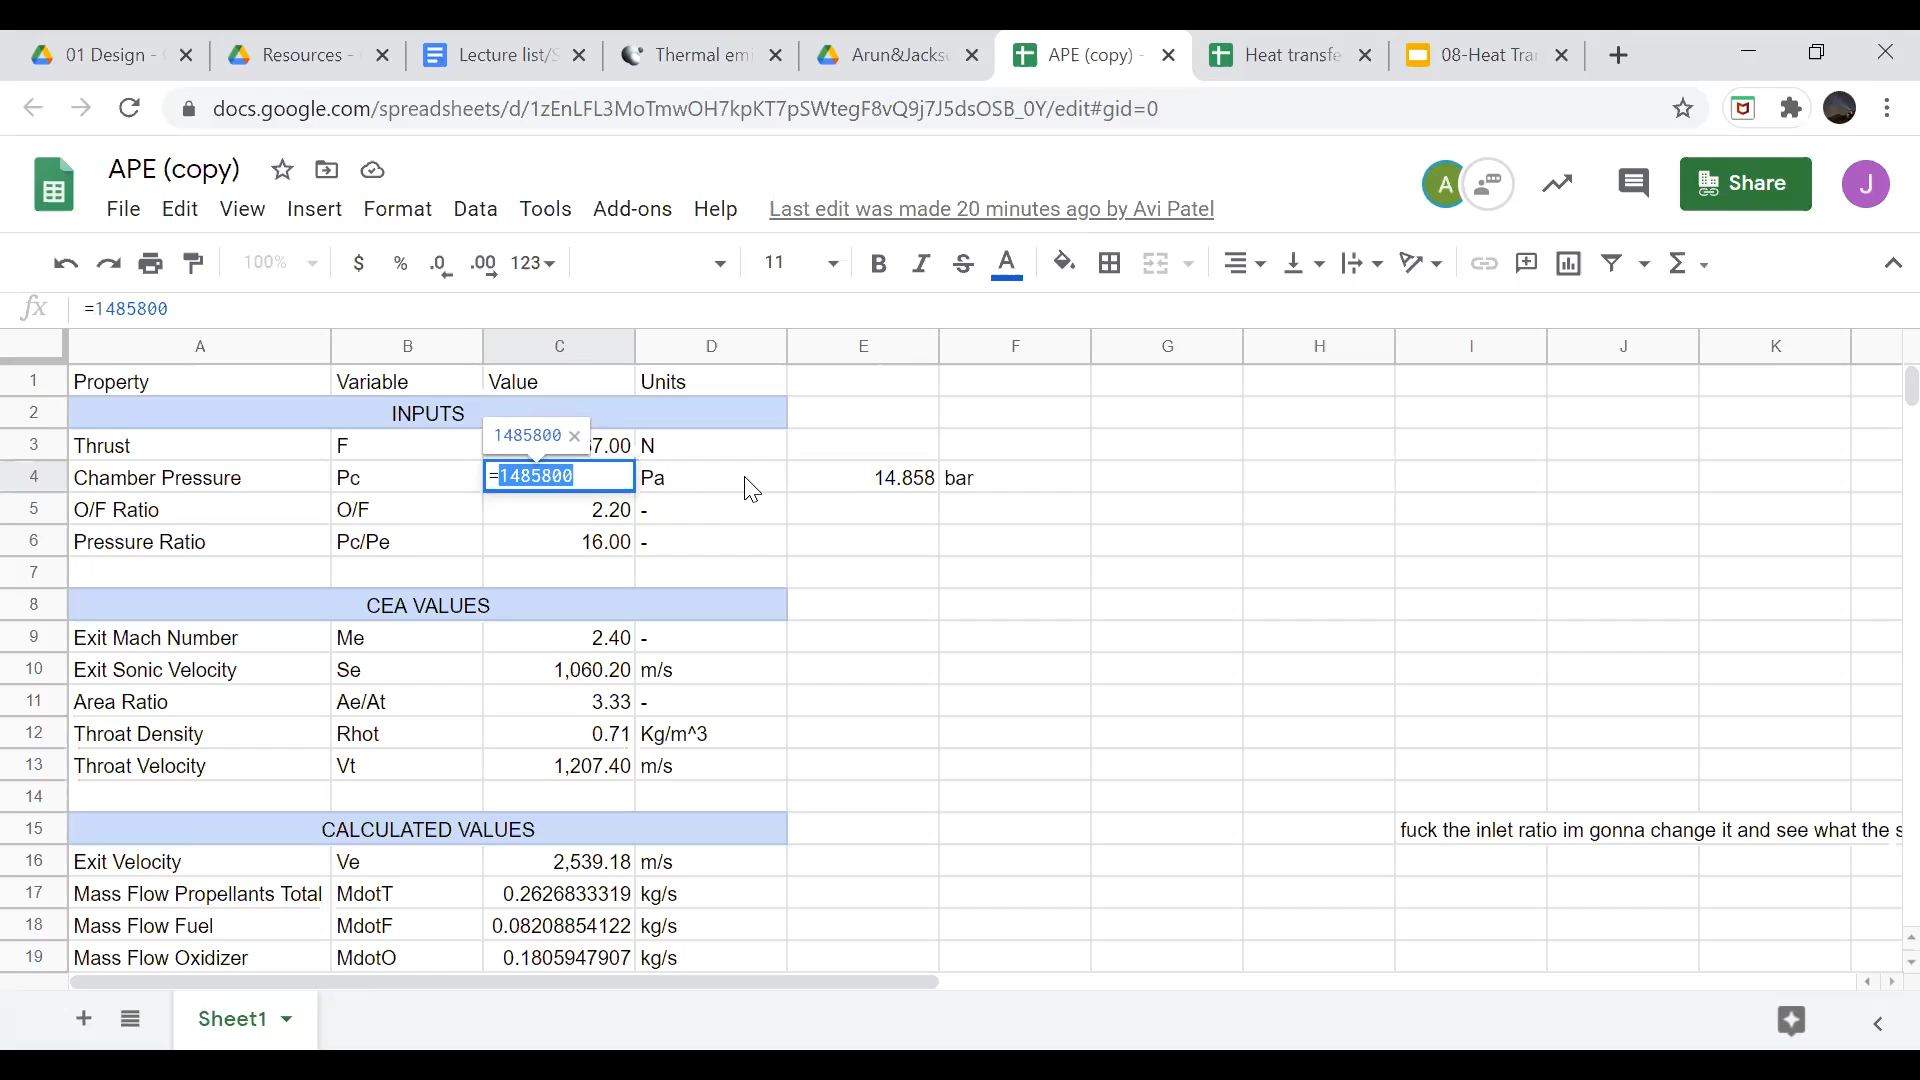 01 Design -
Resources -
Lecture list/S
Thermal emi
Arun&Jackso
APE (copy) -
Heat transfe
08-Heat Tran
docs.google.com/spreadsheets/d/1zEnLFL3MoTmwOH7kpKT7pSWtegF8vQ9j7J5dsOSB_0Y/edit#gid=0
APE (copy)
A
Share
J
File Edit View Insert Format Data Tools Add-ons Help Last edit was made 20 minutes ago by Avi Patel
100% $ % .0 .00 123 11 B I S A Σ
fx =1485800
A B C D E F G H I J K
1 Property Variable Value Units
2 INPUTS
1485800
3 Thrust F 67.00 N
4 Chamber Pressure Pc =1485800 Pa 14.858 bar
5 O/F Ratio O/F 2.20 -
6 Pressure Ratio Pc/Pe 16.00 -
7
8 CEA VALUES
9 Exit Mach Number Me 2.40 -
10 Exit Sonic Velocity Se 1,060.20 m/s
11 Area Ratio Ae/At 3.33 -
12 Throat Density Rhot 0.71 Kg/m^3
13 Throat Velocity Vt 1,207.40 m/s
14
15 CALCULATED VALUES fuck the inlet ratio im gonna change it and see what the s
16 Exit Velocity Ve 2,539.18 m/s
17 Mass Flow Propellants Total MdotT 0.2626833319 kg/s
18 Mass Flow Fuel MdotF 0.08208854122 kg/s
19 Mass Flow Oxidizer MdotO 0.1805947907 kg/s
Sheet1